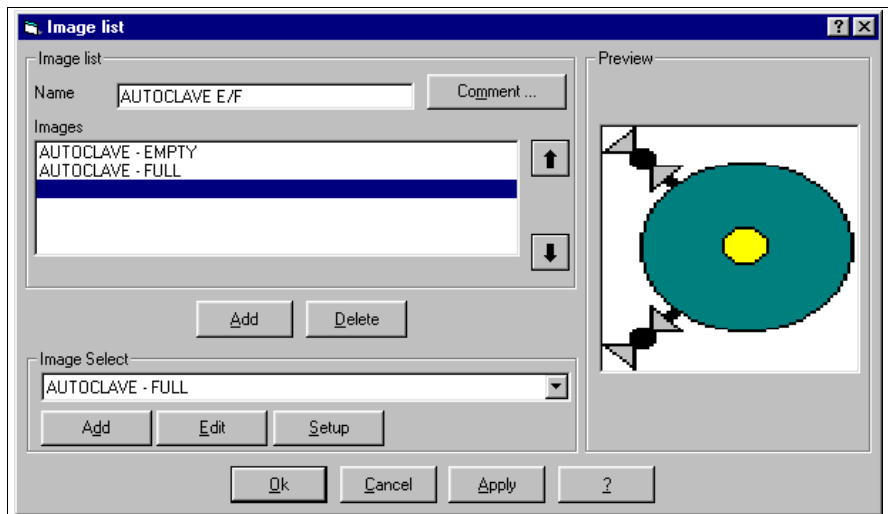 Image list
Image list
Preview
Name AUTOCLAVE E/F Comment ...
Images
AUTOCLAVE - EMPTY
AUTOCLAVE - FULL
Add Delete
Image Select
AUTOCLAVE - FULL
Add Edit Setup
Ok Cancel Apply ?